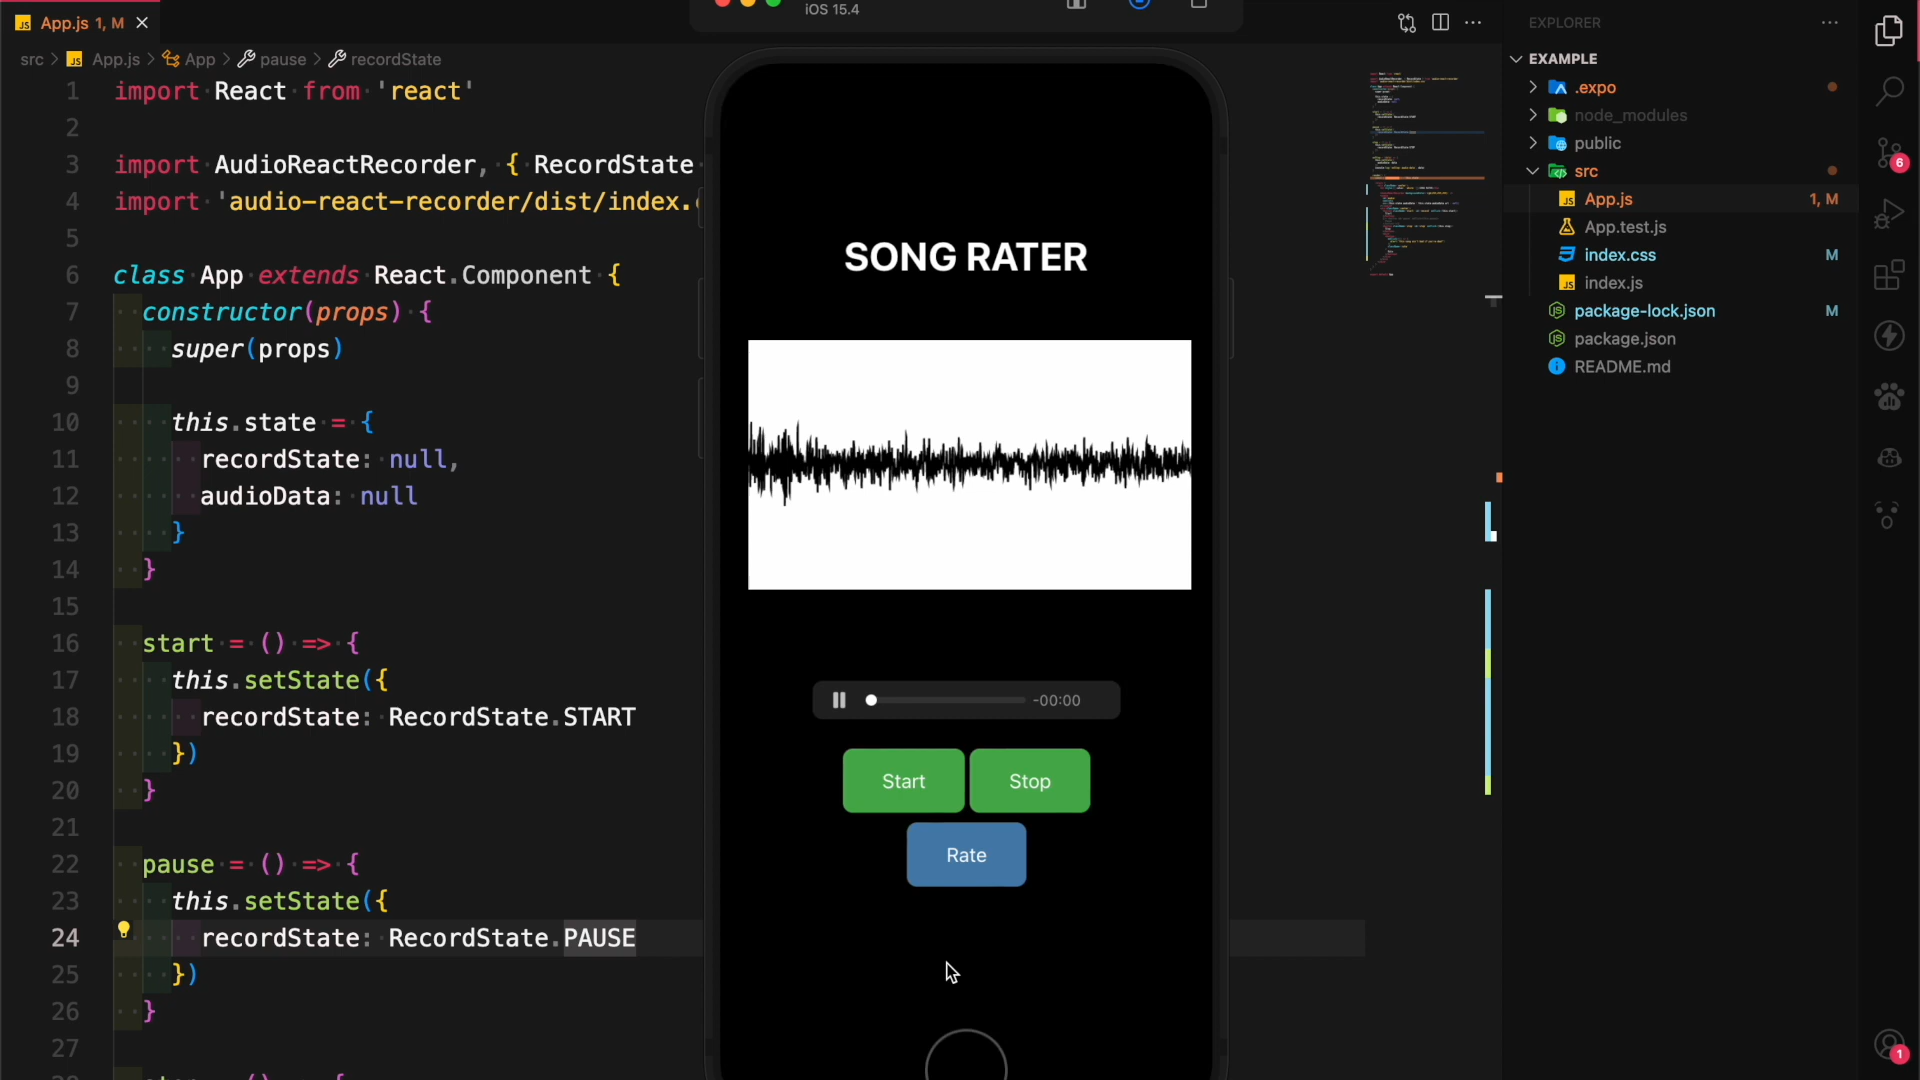 App.js 1, M
src > App.js > App > pause > recordState
1 import React from 'react'
2
3 import AudioReactRecorder, { RecordState
4 import 'audio-react-recorder/dist/index.
5
6 class App extends React.Component {
7 constructor(props) {
8 super(props)
9
10 this.state = {
11 recordState: null,
12 audioData: null
13 }
14 }
15
16 start = () => {
17 this.setState({
18 recordState: RecordState.START
19 })
20 }
21
22 pause = () => {
23 this.setState({
24 recordState: RecordState.PAUSE
25 })
26 }
27
iOS 15.4
SONG RATER
-00:00
Start Stop
Rate
EXPLORER
EXAMPLE
.expo
node_modules
public
src
App.js 1, M
App.test.js
index.css M
index.js
package-lock.json M
package.json
README.md
6
1